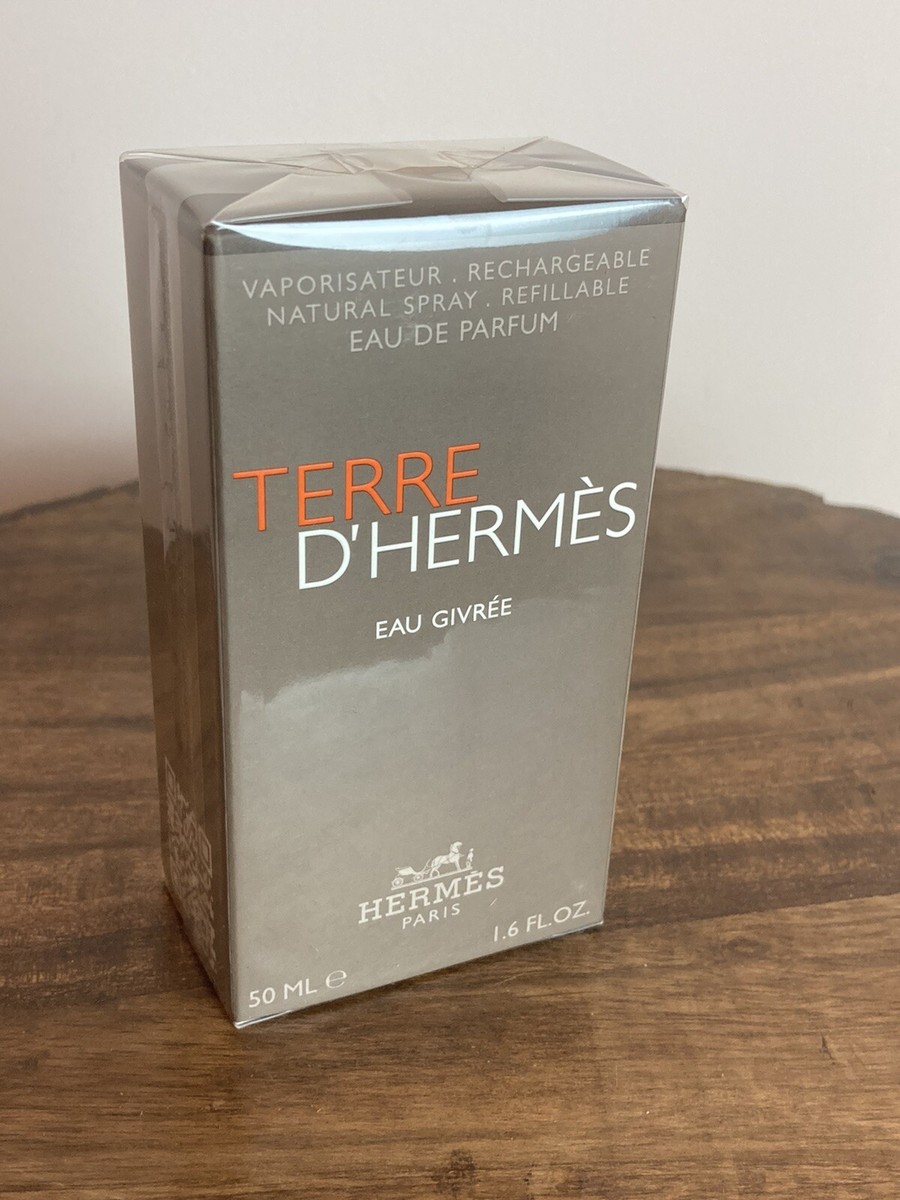 VAPORISATEUR . RECHARGEABLE
NATURAL SPRAY . REFILLABLE
EAU DE PARFUM
TERRE
D'HERMÈS
EAU GIVRÉE
HERMÈS
PARIS
50 ML ℮
1.6 FL.OZ.